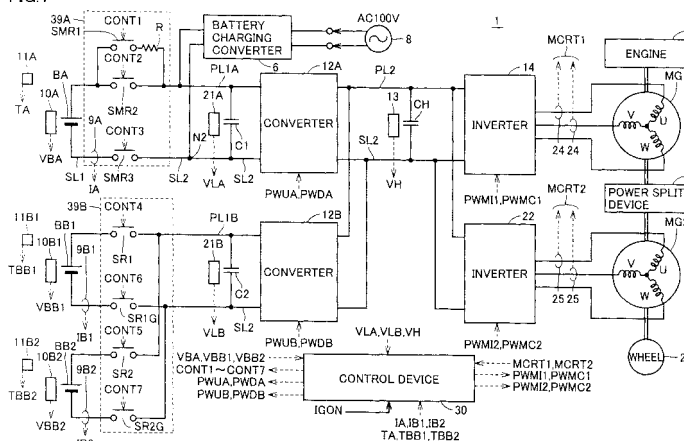 39A
CONT1
SMR1
R
CONT2
11A
BA
10A
TA
9A
SMR2
CONT3
VBA
SL1
IA
SMR3
BATTERY
CHARGING
CONVERTER
6
AC100V
8
1
PL1A
12A
PL2
21A
N2
CONVERTER
C1
VLA
SL2
SL2
PWUA,PWDA
13
CH
SL2
VH
MCRT1
14
INVERTER
24
24
PWMI1,PWMC1
ENGINE
MG
U
V
W
MCRT2
POWER SPLIT
DEVICE
MG
39B
CONT4
11B1
BB1
9B1
10B1
TBB1
SR1
CONT6
VBB1
SR1G
IB1
CONT5
11B2
BB2
10B2
9B2
SR2
CONT7
TBB2
VBB2
SR2G
PL1B
12B
21B
CONVERTER
C2
VLB
SL2
PWUB,PWDB
22
INVERTER
25
25
PWMI2,PWMC2
U
V
W
WHEEL
2
VLA,VLB,VH
VBA,VBB1,VBB2
CONT1~CONT7
PWUA,PWDA
PWUB,PWDB
CONTROL DEVICE
30
MCRT1,MCRT2
PWMI1,PWMC1
PWMI2,PWMC2
IGON
IA,IB1,IB2
TA,TBB1,TBB2